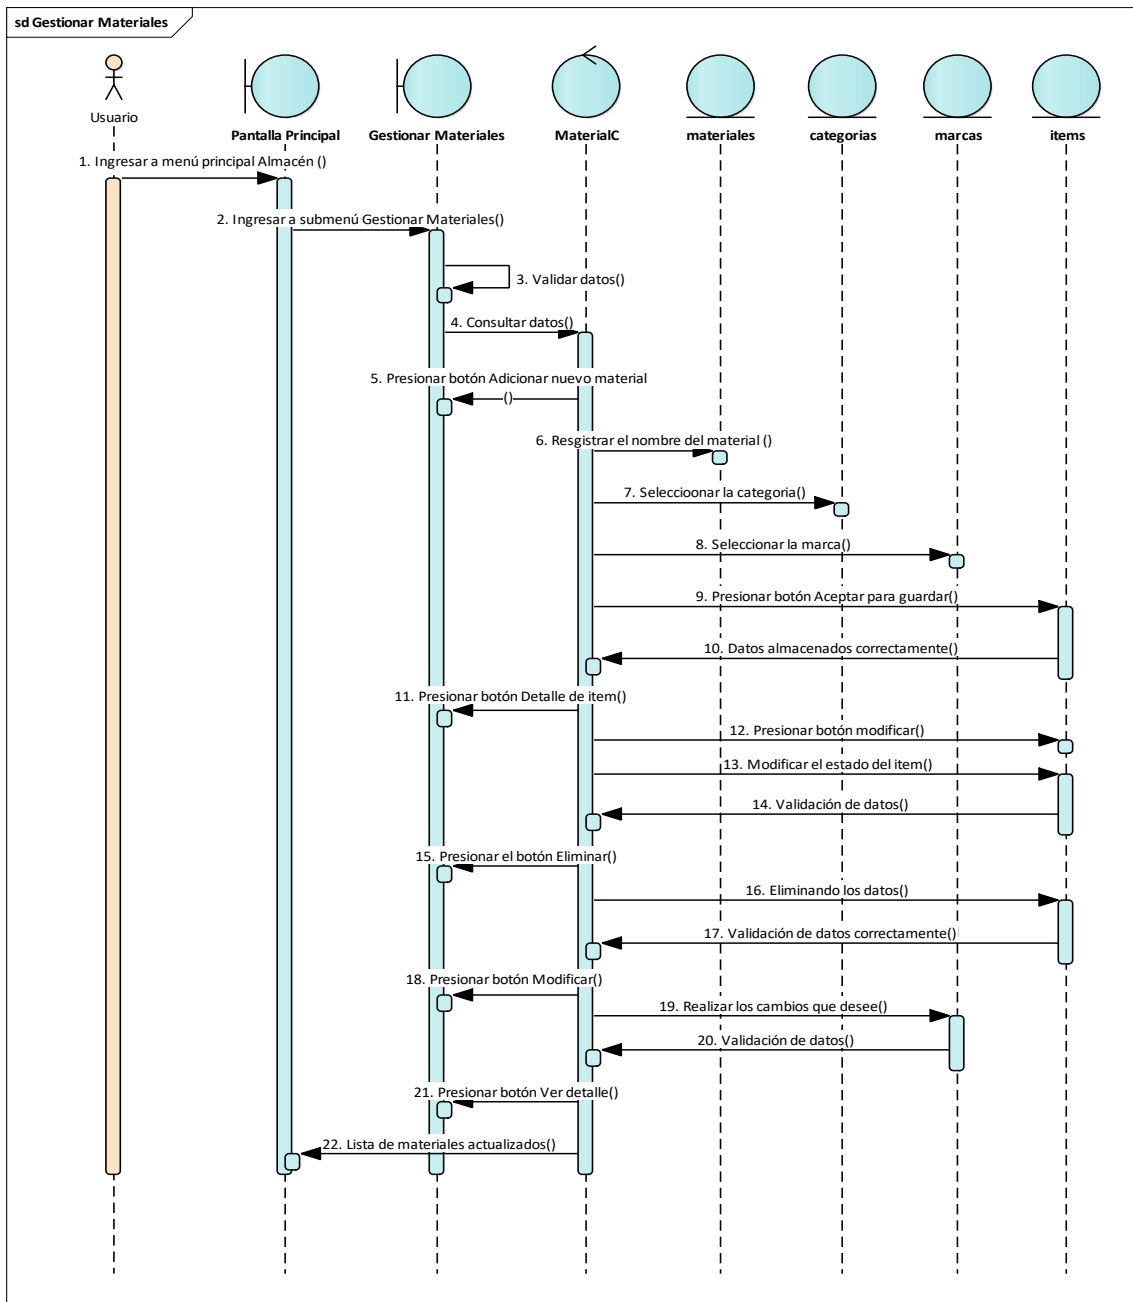 sd Gestionar Materiales
Usuario
Pantalla Principal
Gestionar Materiales
MaterialC
materiales
categorias
marcas
items
1. Ingresar a menú principal Almacén ()
2. Ingresar a submenú Gestionar Materiales()
3. Validar datos()
4. Consultar datos()
5. Presionar botón Adicionar nuevo material
()
6. Resgistrar el nombre del material ()
7. Seleccioonar la categoria()
8. Seleccionar la marca()
9. Presionar botón Aceptar para guardar()
10. Datos almacenados correctamente()
11. Presionar botón Detalle de item()
12. Presionar botón modificar()
13. Modificar el estado del item()
14. Validación de datos()
15. Presionar el botón Eliminar()
16. Eliminando los datos()
17. Validación de datos correctamente()
18. Presionar botón Modificar()
19. Realizar los cambios que desee()
20. Validación de datos()
21. Presionar botón Ver detalle()
22. Lista de materiales actualizados()